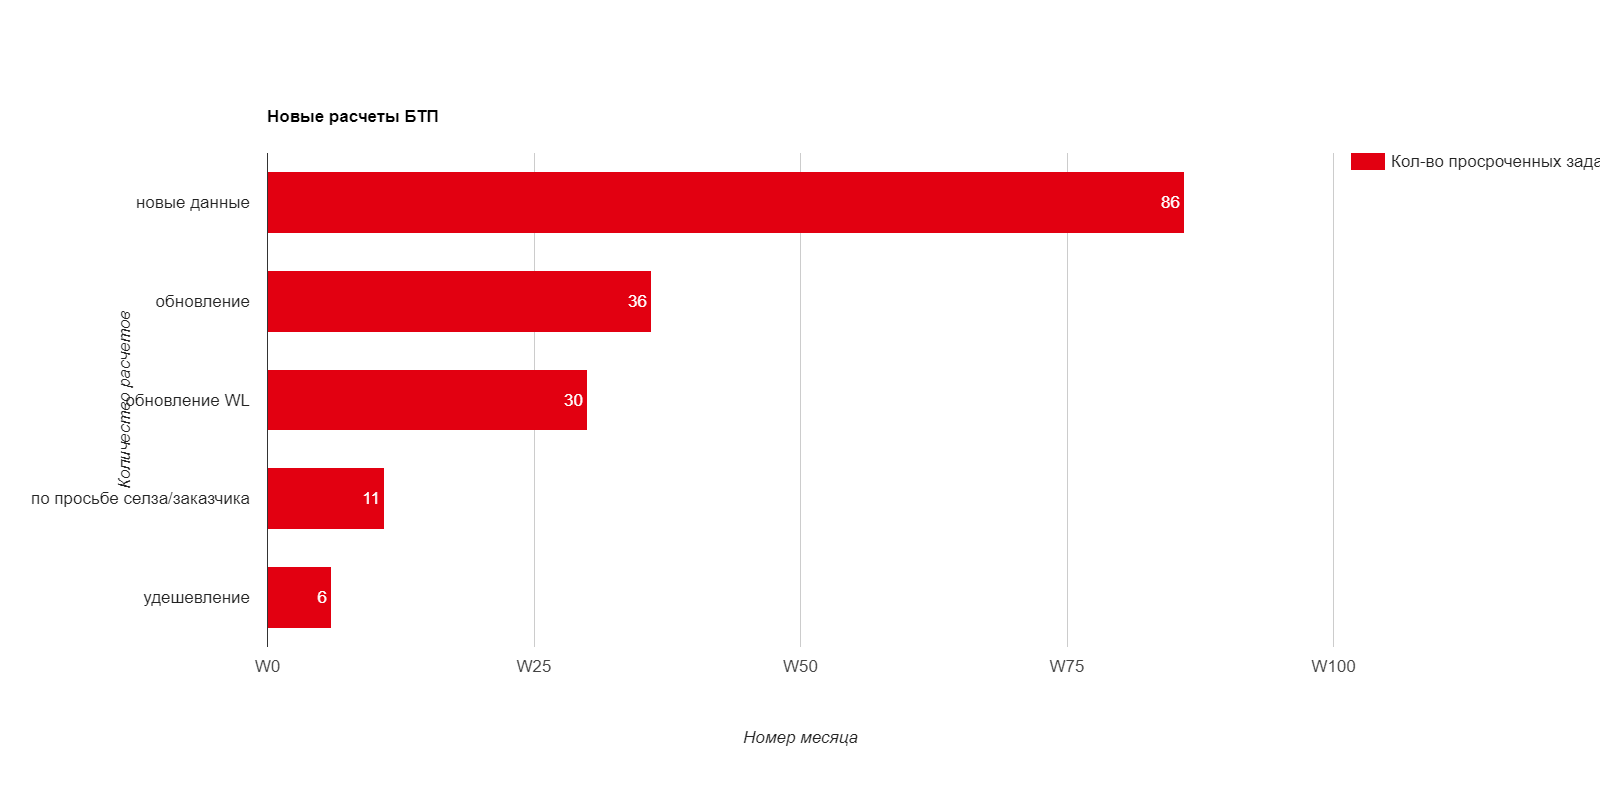 Новые расчеты БТП
Кол-во просроченных зада
новые данные
86
обновление
36
Количество расчетов
обновление WL
30
по просьбе селза/заказчика
11
удешевление
6
W0
W25
W50
W75
W100
Номер месяца